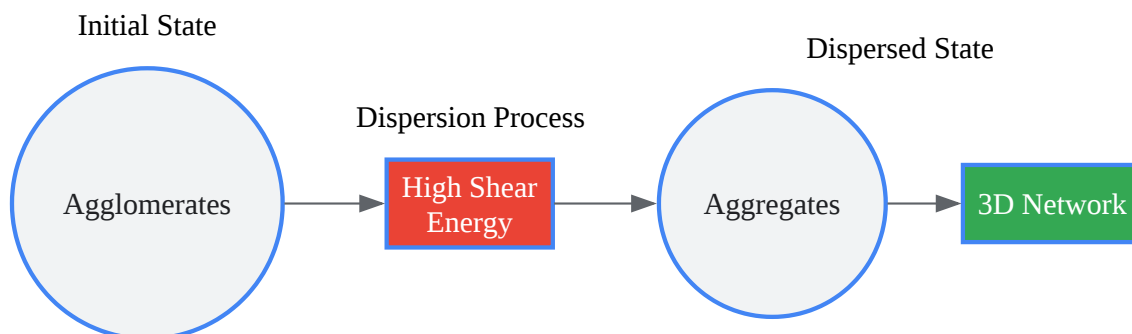 Initial State
Dispersed State
Dispersion Process
Agglomerates
High Shear
Energy
Aggregates
3D Network